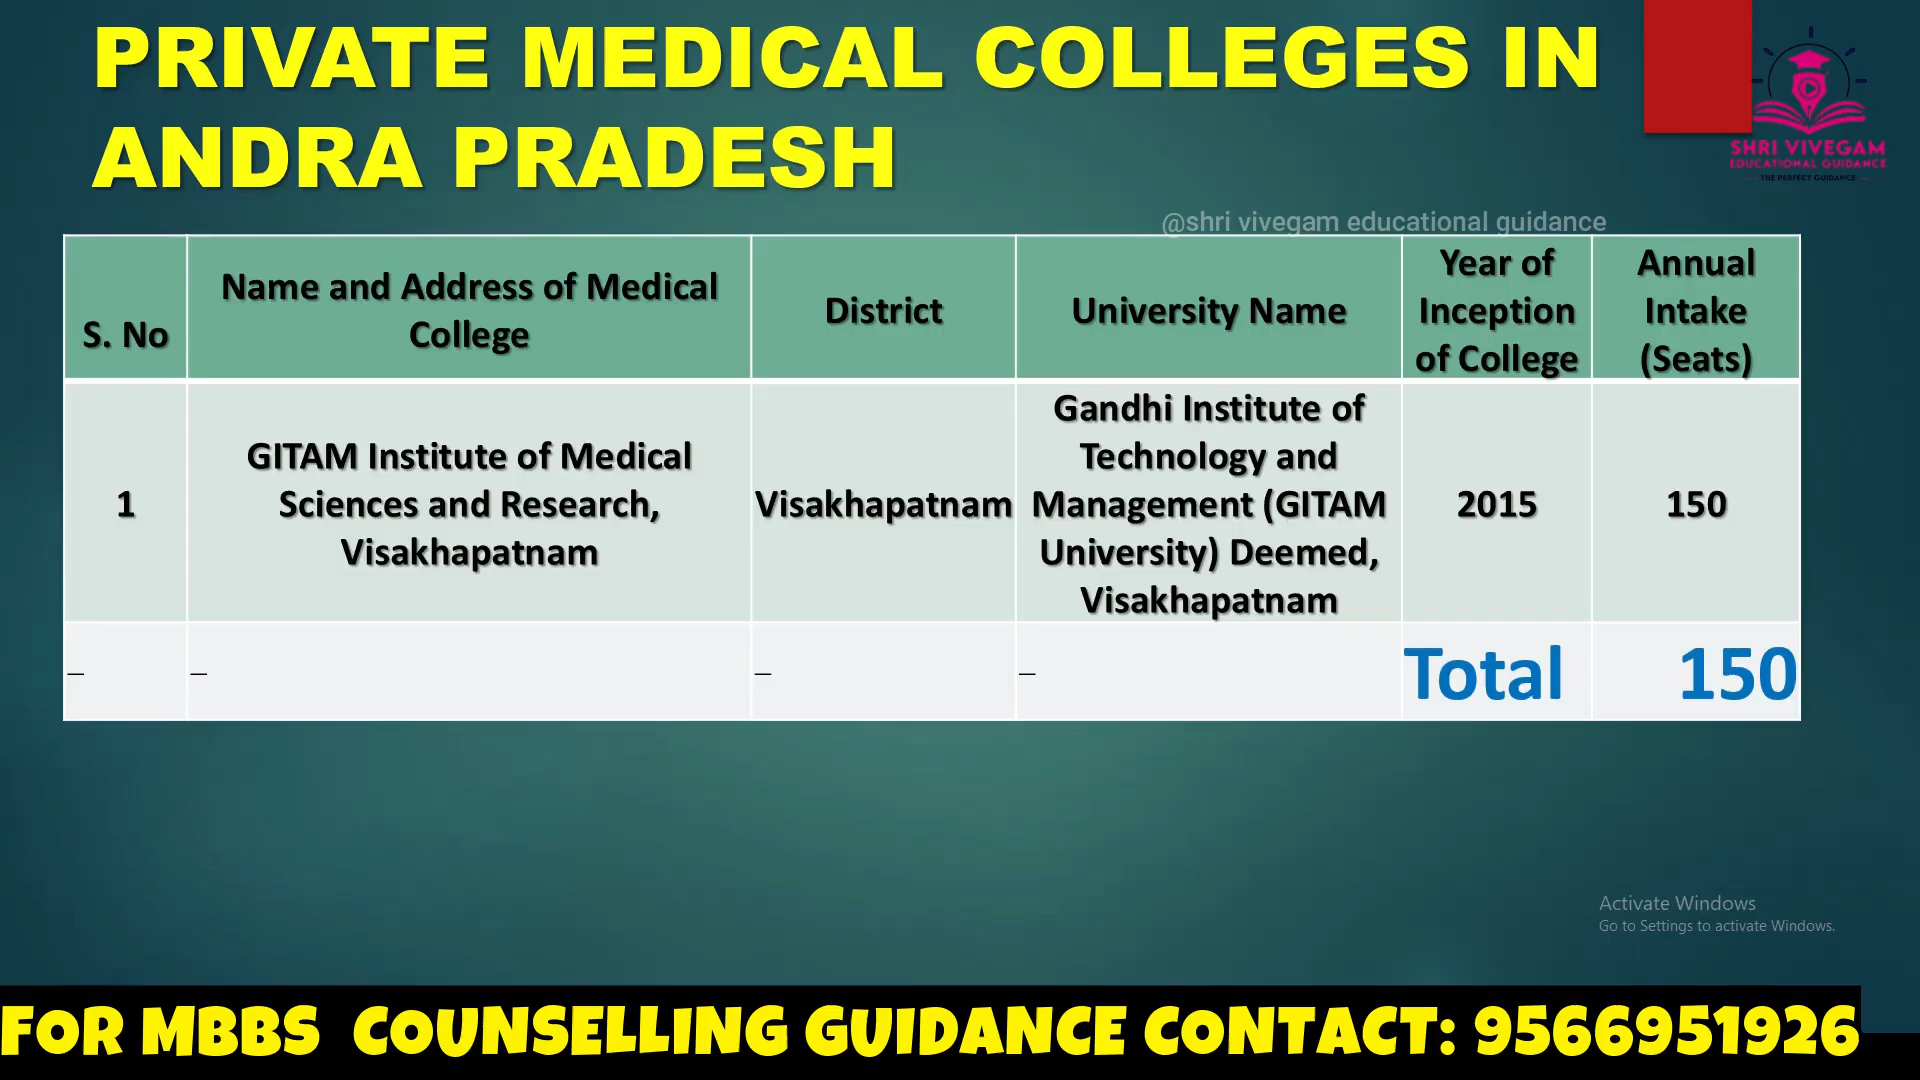 PRIVATE MEDICAL COLLEGES IN
ANDRA PRADESH
SHRI VIVEGAM
EDUCATIONAL GUIDANCE
THE PERFECT GUIDANCE
@shri vivegam educational guidance
S. No
Name and Address of Medical
College
District
University Name
Year of
Inception
of College
Annual
Intake
(Seats)
1
GITAM Institute of Medical
Sciences and Research,
Visakhapatnam
Visakhapatnam
Gandhi Institute of
Technology and
Management (GITAM
University) Deemed,
Visakhapatnam
2015
150
–
–
–
–
Total
150
Activate Windows
Go to Settings to activate Windows.
FOR MBBS COUNSELLING GUIDANCE CONTACT: 9566951926